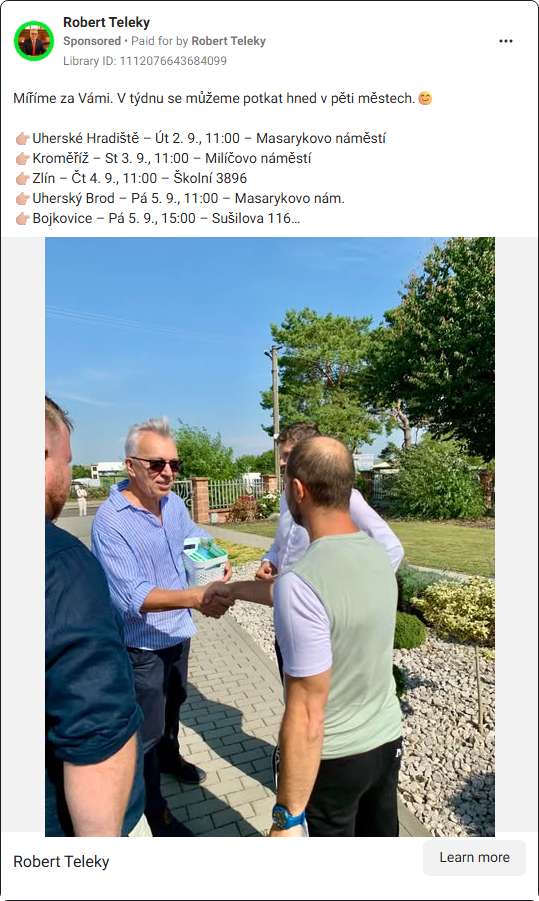 Robert Teleky
Sponsored • Paid for by Robert Teleky
Library ID: 1112076643684099
Míříme za Vámi. V týdnu se můžeme potkat hned v pěti městech.😊
👉🏼Uherské Hradiště – Út 2. 9., 11:00 – Masarykovo náměstí
👉🏼Kroměříž – St 3. 9., 11:00 – Milíčovo náměstí
👉🏼Zlín – Čt 4. 9., 11:00 – Školní 3896
👉🏼Uherský Brod – Pá 5. 9., 11:00 – Masarykovo nám.
👉🏼Bojkovice – Pá 5. 9., 15:00 – Sušilova 116...
Robert Teleky
Learn more